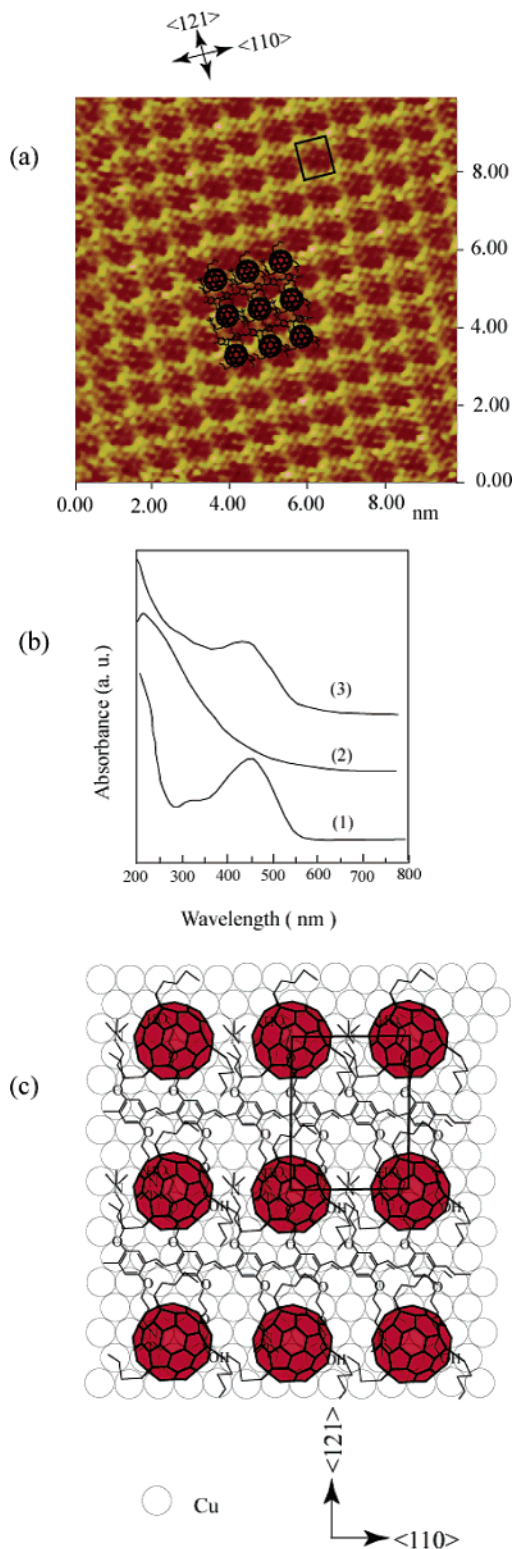 <121>
<110>
(a)
8.00
6.00
4.00
2.00
0.00
0.00 2.00 4.00 6.00 8.00 nm
(b)
Absorbance (a. u.)
(3)
(2)
(1)
200 300 400 500 600 700 800
Wavelength ( nm )
(c)
OH
OH
<121>
<110>
Cu